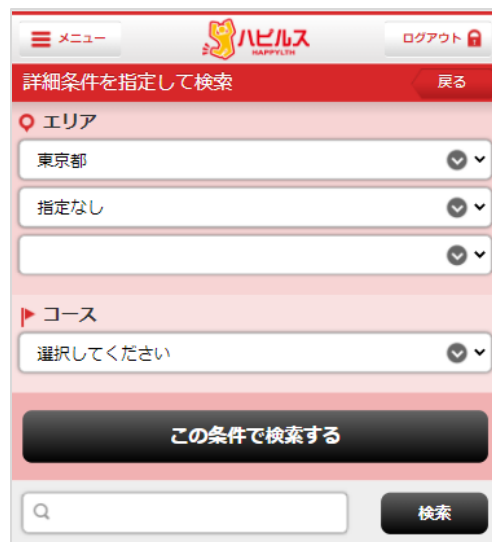 メニュー
ハピルス
HAPPYLTH
ログアウト
詳細条件を指定して検索
戻る
エリア
東京都
指定なし
コース
選択してください
この条件で検索する
検索